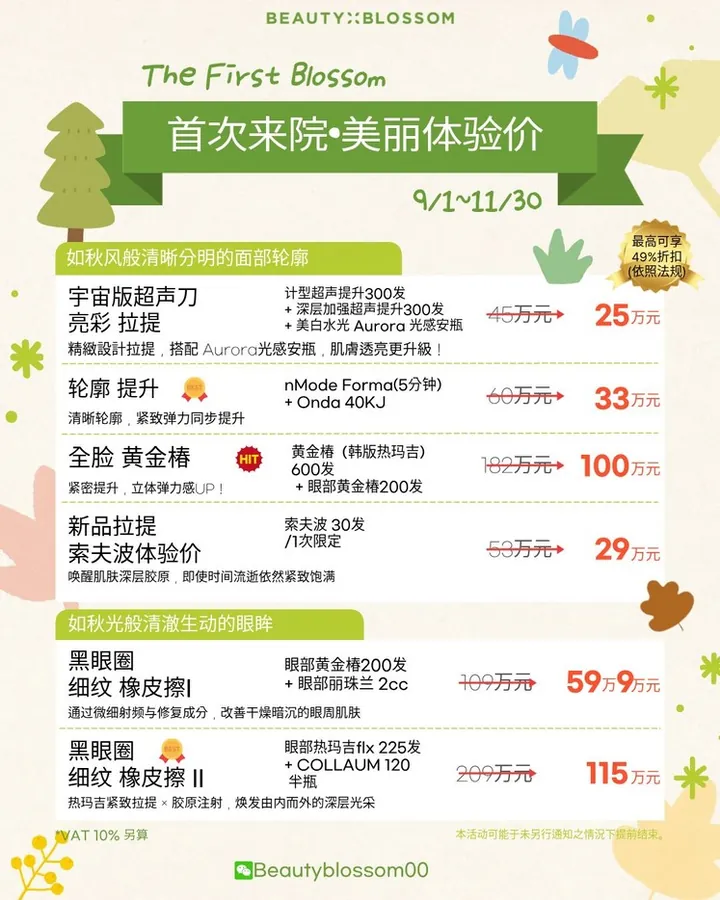 BEAUTY BLOSSOM
The First Blossom
首次来院•美丽体验价
9/1~11/30
最高可享
49%折扣
(依照法规)
如秋风般清晰分明的面部轮廓
宇宙版超声刀
亮彩 拉提
计型超声提升300发
+ 深层加强超声提升300发
+ 美白水光 Aurora 光感安瓶
45万元
25万元
精緻設計拉提，搭配 Aurora光感安瓶，肌膚透亮更升級！
轮廓 提升
BEST
nMode Forma(5分钟)
+ Onda 40KJ
60万元
33万元
清晰轮廓，紧致弹力同步提升
全脸 黄金椿
HIT
黄金椿（韩版热玛吉）
600发
+ 眼部黄金椿200发
182万元
100万元
紧密提升，立体弹力感UP！
新品拉提
索夫波体验价
索夫波 30发
/1次限定
53万元
29万元
唤醒肌肤深层胶原，即使时间流逝依然紧致饱满
如秋光般清澈生动的眼眸
黑眼圈
细纹 橡皮擦I
眼部黄金椿200发
+ 眼部丽珠兰 2cc
109万元
59万9万元
通过微细射频与修复成分，改善干燥暗沉的眼周肌肤
黑眼圈
BEST
细纹 橡皮擦 II
眼部热玛吉flx 225发
+ COLLAUM 120
半瓶
209万元
115万元
热玛吉紧致拉提 × 胶原注射，焕发由内而外的深层光采
*VAT 10% 另算
本活动可能于未另行通知之情況下提前结束。
Beautyblossom00